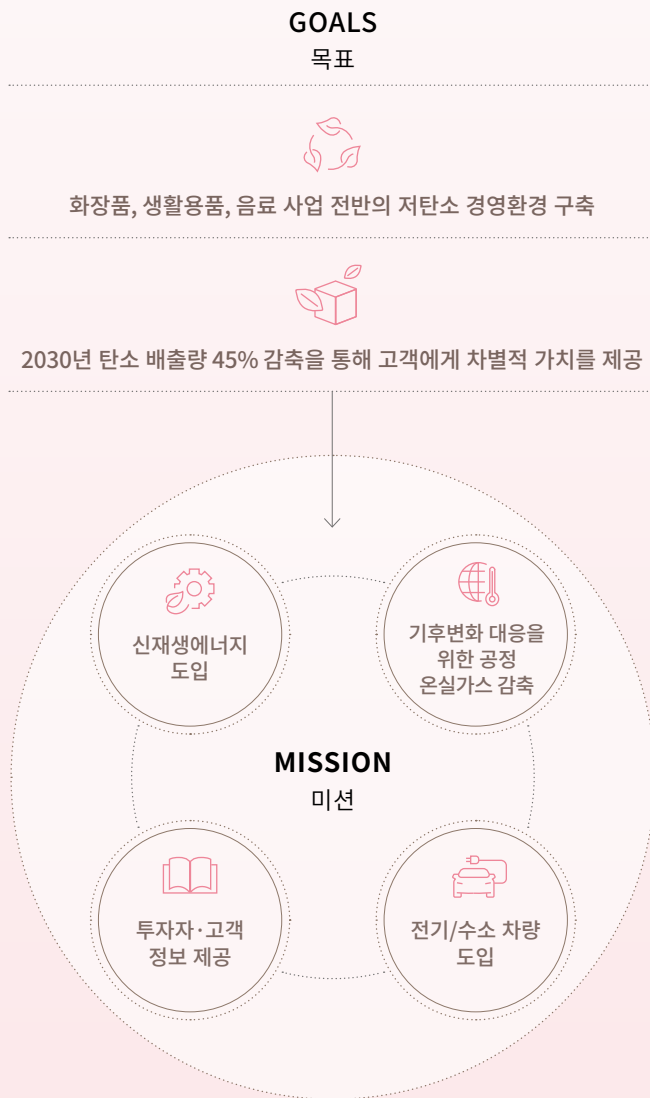 GOALS
목표
화장품, 생활용품, 음료 사업 전반의 저탄소 경영환경 구축
2030년 탄소 배출량 45% 감축을 통해 고객에게 차별적 가치를 제공
신재생에너지
도입
기후변화 대응을
위한 공정
온실가스 감축
MISSION
미션
투자자·고객
정보 제공
전기/수소 차량
도입